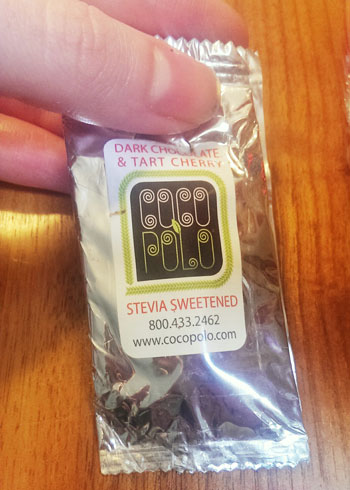 DARK CHOCOLATE
& TART CHERRY
COCO
POLO
STEVIA SWEETENED
800.433.2462
www.cocopolo.com